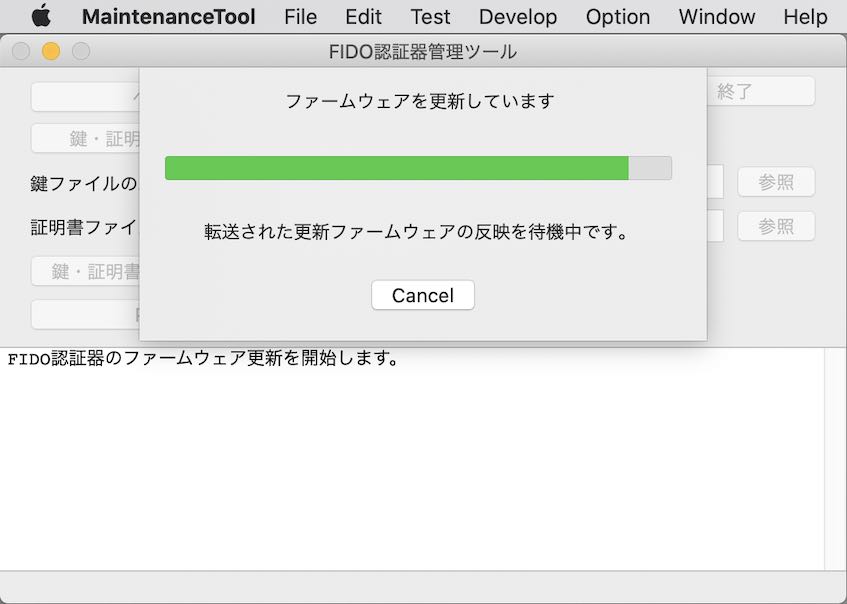 MaintenanceTool File Edit Test Develop Option Window Help
FIDO認証器管理ツール
ファームウェアを更新しています
終了
鍵・証明
鍵ファイルの
参照
転送された更新ファームウェアの反映を待機中です。
証明書ファイ
参照
鍵・証明書
Cancel
FIDO認証器のファームウェア更新を開始します。